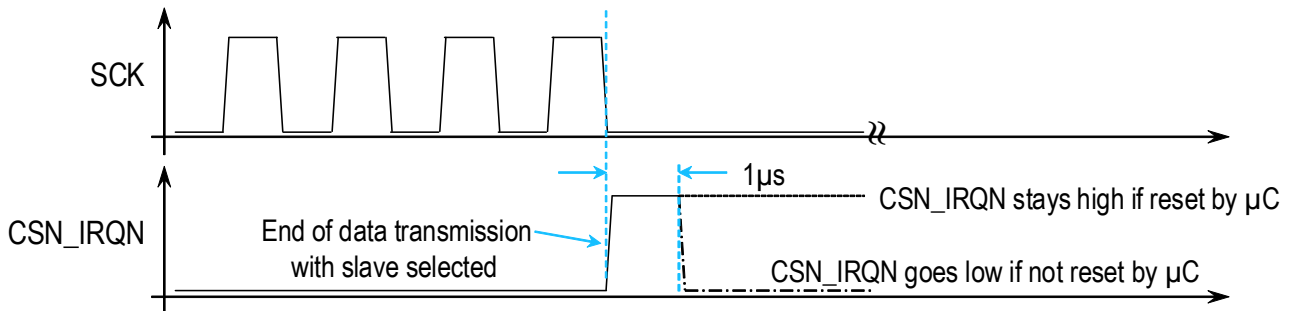 SCK
1µs
CSN_IRQN stays high if reset by µC
CSN_IRQN
End of data transmission
with slave selected
CSN_IRQN goes low if not reset by µC